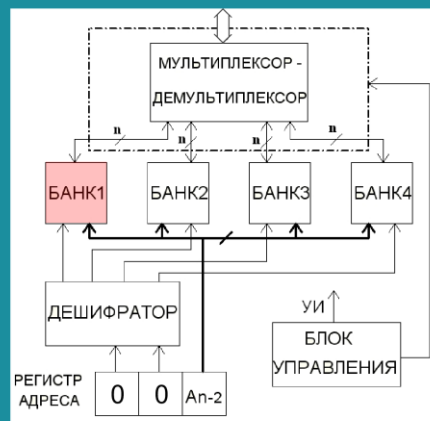 МУЛЬТИПЛЕКСОР -
ДЕМУЛЬТИПЛЕКСОР
n n n n
БАНК1 БАНК2 БАНК3 БАНК4
ДЕШИФРАТОР
УИ
БЛОК
УПРАВЛЕНИЯ
РЕГИСТР
АДРЕСА
0 0 An-2